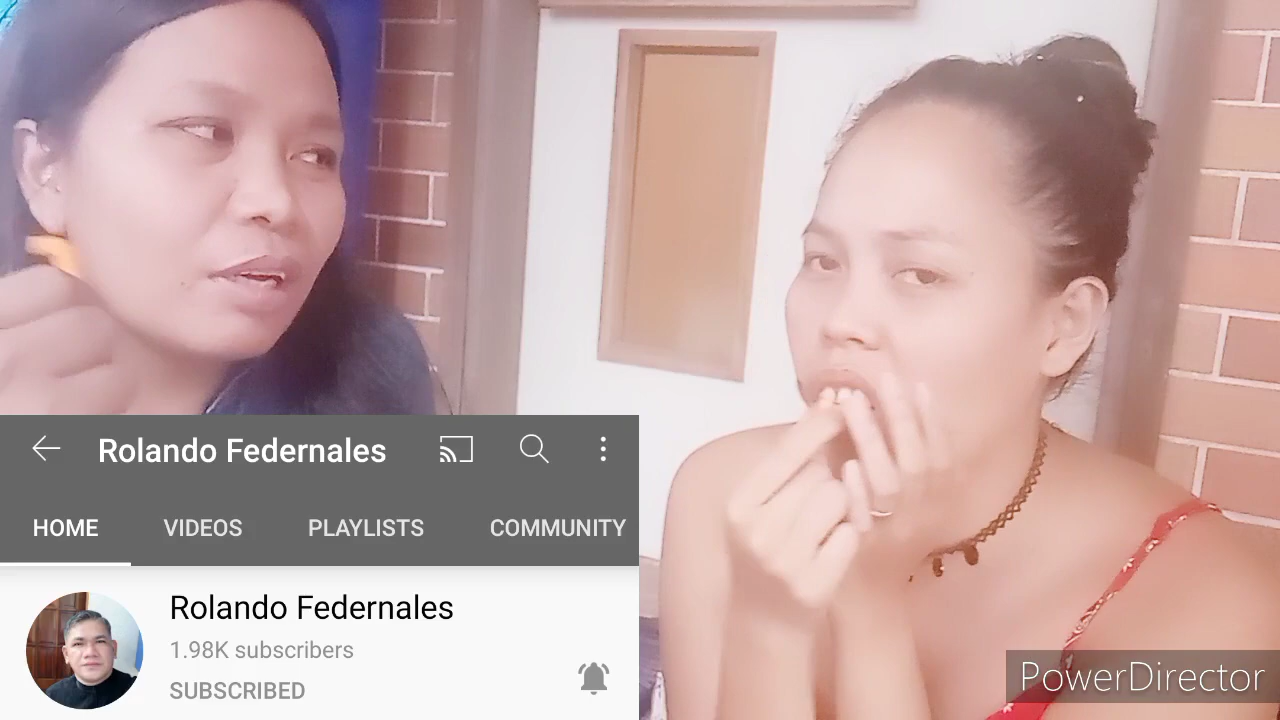 Rolando Federnales
HOME VIDEOS PLAYLISTS COMMUNITY
Rolando Federnales
1.98K subscribers
SUBSCRIBED
PowerDirector